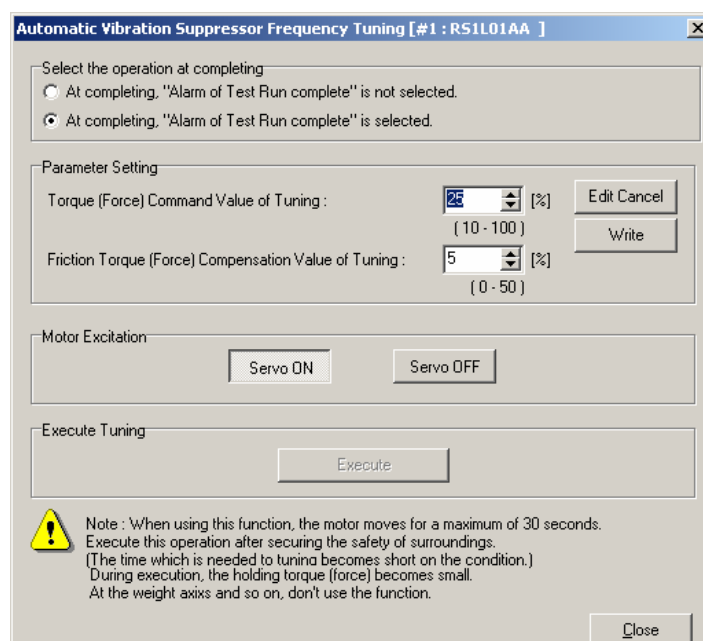 Automatic Vibration Suppressor Frequency Tuning [#1 : RS1L01AA ]
Select the operation at completing
At completing, "Alarm of Test Run complete" is not selected.
At completing, "Alarm of Test Run complete" is selected.
Parameter Setting
Torque (Force) Command Value of Tuning : 25 [%] Edit Cancel
( 10 - 100 )
Write
Friction Torque (Force) Compensation Value of Tuning : 5 [%]
( 0 - 50 )
Motor Excitation
Servo ON Servo OFF
Execute Tuning
Execute
Note : When using this function, the motor moves for a maximum of 30 seconds.
Execute this operation after securing the safety of surroundings.
(The time which is needed to tuning becomes short on the condition.)
During execution, the holding torque (force) becomes small.
At the weight axixs and so on, don't use the function.
Close